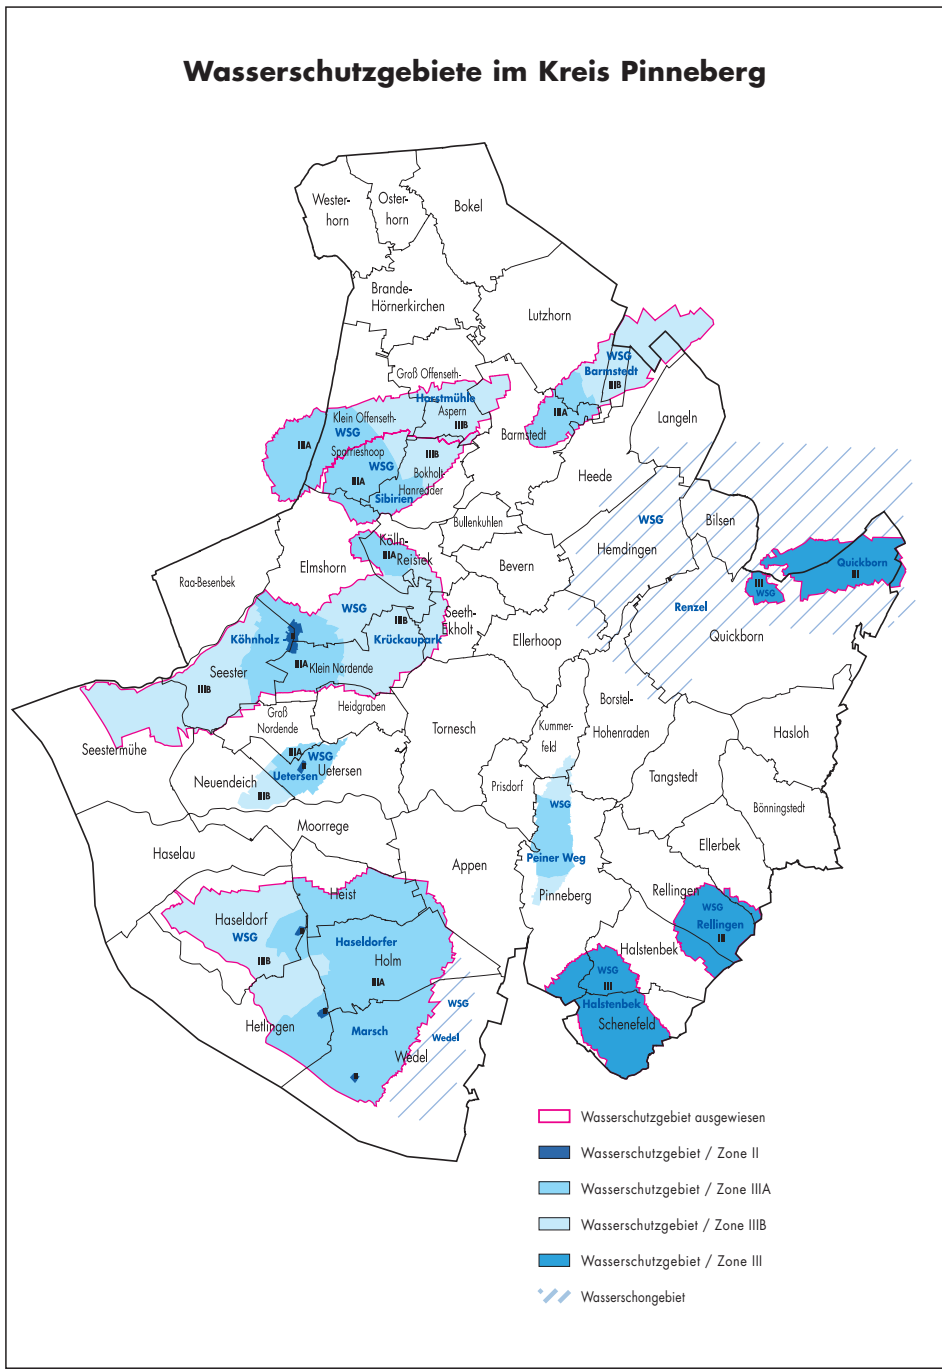 Wasserschutzgebiete im Kreis Pinneberg
Wester-
horn
Oster-
horn
Bokel
Brande-
Hörnerkirchen
Lutzhorn
WSG
Barmstedt
IIIB
Groß Offenseth-
Horstmühle
Aspern
IIIB
IIIA
Barmstedt
Langeln
Klein Offenseth-
WSG
IIIA
Sparrieshoop
WSG
IIIA
Sibirien
IIIB
Bokholt-
Hanredder
Heede
Bullenkuhlen
WSG
Hemdingen
Bilsen
Quickborn
III
III
WSG
Kölln-
Reisiek
IIIA
Elmshorn
Bevern
Raa-Besenbek
WSG
IIIB
Krückaupark
Seeth-
Ekholt
Ellerhoop
Renzel
Quickborn
Köhnholz
II
IIIA
Klein Nordende
Seester
IIIB
Seestermühe
Groß
Nordende
Heidgraben
Tornesch
Kummer-
feld
Borstel-
Hohenraden
Hasloh
IIIA
WSG
Uetersen
Uetersen
Neuendeich
IIIB
Prisdorf
Tangstedt
Bönningstedt
WSG
Peiner Weg
Pinneberg
Moorrege
Haselau
Appen
Ellerbek
Heist
Rellingen
WSG
Rellingen
III
Haseldorf
WSG
IIIB
Haseldorfer
Holm
IIIA
Halstenbek
WSG
III
Halstenbek
Schenefeld
Hetlingen
Marsch
Wedel
WSG
Wedel
Wasserschutzgebiet ausgewiesen
Wasserschutzgebiet / Zone II
Wasserschutzgebiet / Zone IIIA
Wasserschutzgebiet / Zone IIIB
Wasserschutzgebiet / Zone III
Wasserschongebiet